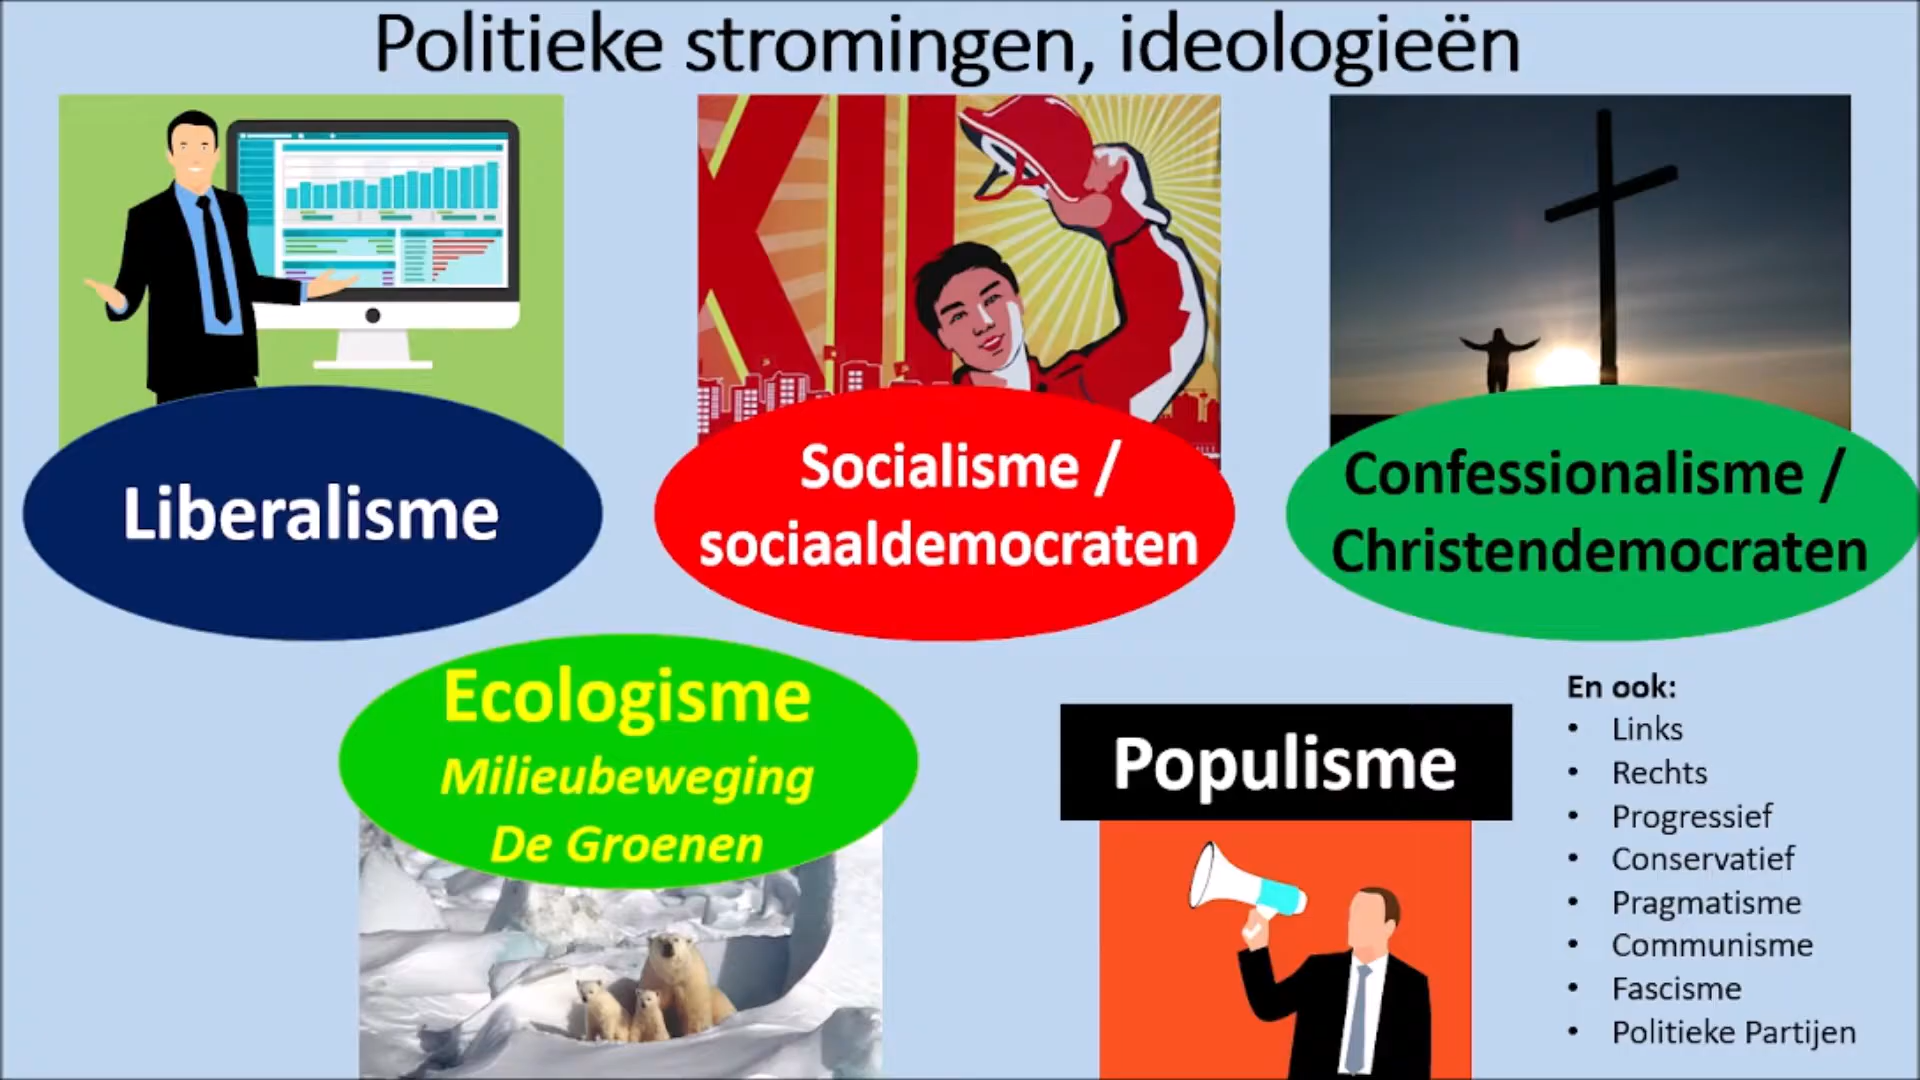 Politieke stromingen, ideologieën
Liberalisme
Socialisme /
sociaaldemocraten
Confessionalisme /
Christendemocraten
Ecologisme
Milieubeweging
De Groenen
Populisme
En ook:
• Links
• Rechts
• Progressief
• Conservatief
• Pragmatisme
• Communisme
• Fascisme
• Politieke Partijen